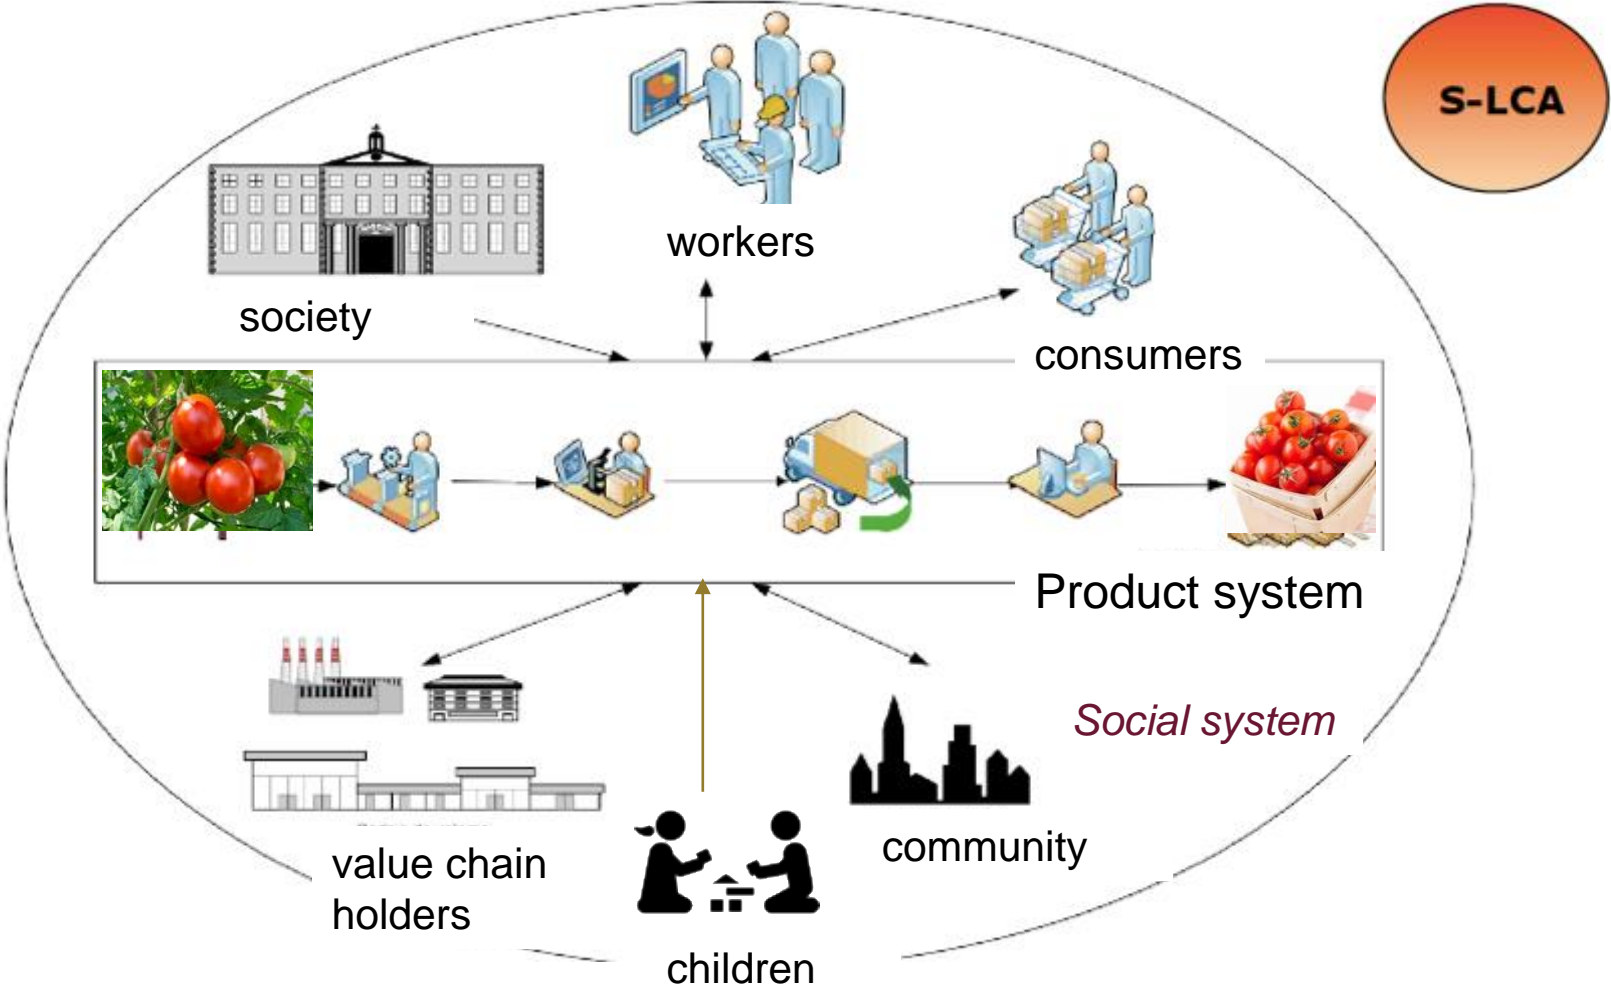 S-LCA
workers
society
consumers
Product system
Social system
value chain
holders
community
children